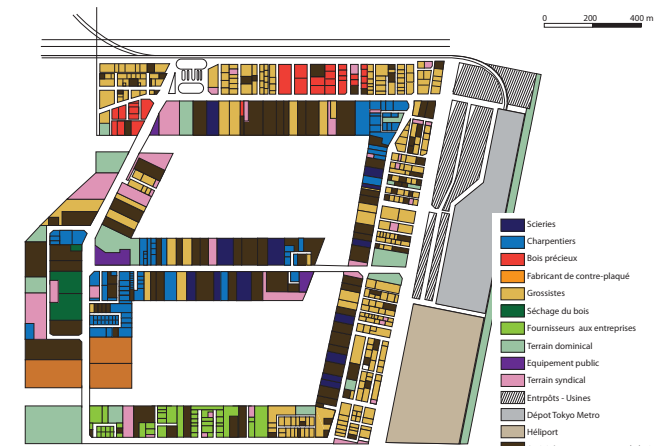 0 200 400 m
Scieries
Charpentiers
Bois précieux
Fabricant de contre-plaqué
Grossistes
Séchage du bois
Fournisseurs aux entreprises
Terrain dominical
Equipement public
Terrain syndical
Entrpôts - Usines
Dépot Tokyo Metro
Héliport